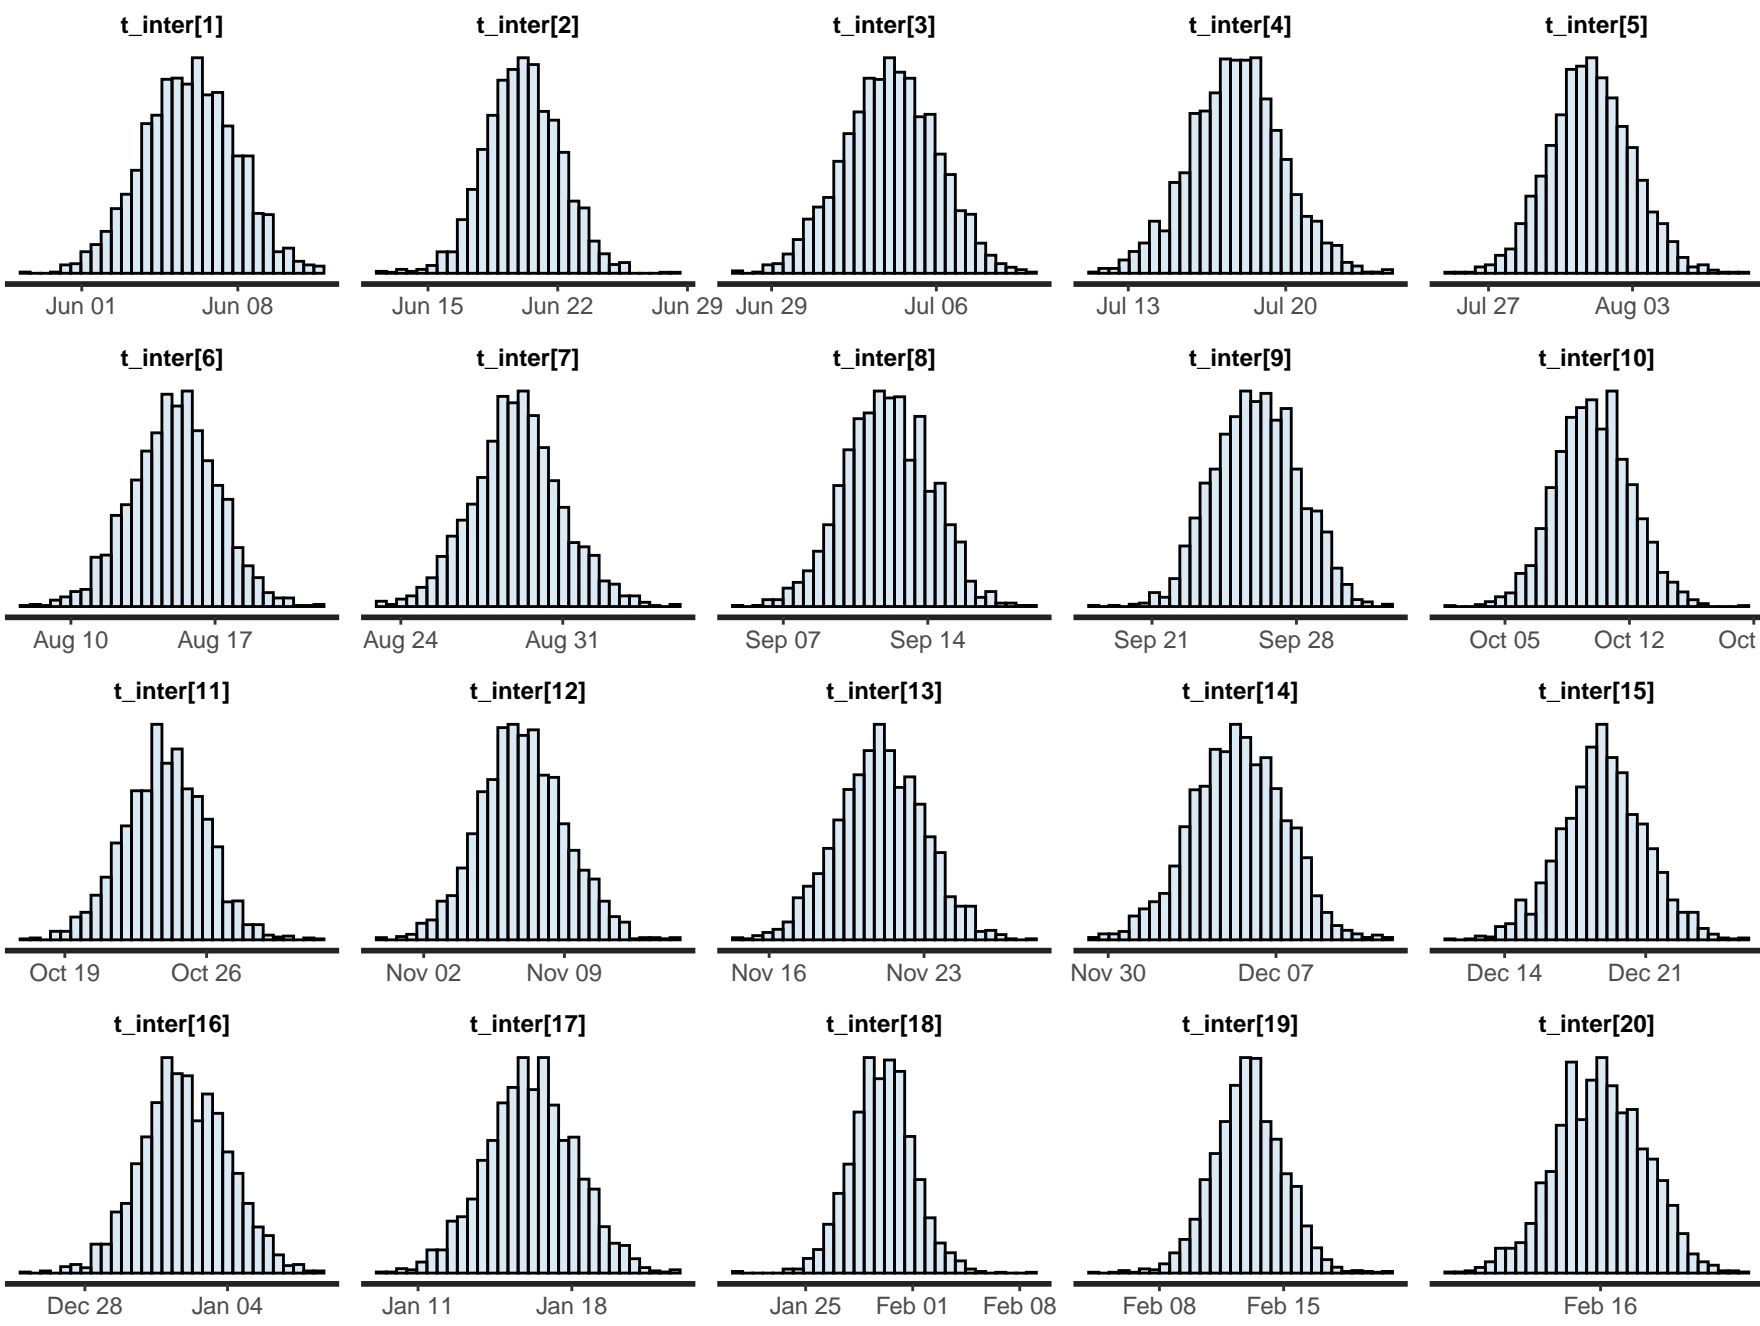 t_inter[1] t_inter[2] t_inter[3] t_inter[4] t_inter[5]
Jun 01 Jun 08 Jun 15 Jun 22 Jun 29 Jun 29 Jul 06 Jul 13 Jul 20 Jul 27 Aug 03
t_inter[6] t_inter[7] t_inter[8] t_inter[9] t_inter[10]
Aug 10 Aug 17 Aug 24 Aug 31 Sep 07 Sep 14 Sep 21 Sep 28 Oct 05 Oct 12 Oct
t_inter[11] t_inter[12] t_inter[13] t_inter[14] t_inter[15]
Oct 19 Oct 26 Nov 02 Nov 09 Nov 16 Nov 23 Nov 30 Dec 07 Dec 14 Dec 21
t_inter[16] t_inter[17] t_inter[18] t_inter[19] t_inter[20]
Dec 28 Jan 04 Jan 11 Jan 18 Jan 25 Feb 01 Feb 08 Feb 08 Feb 15 Feb 16